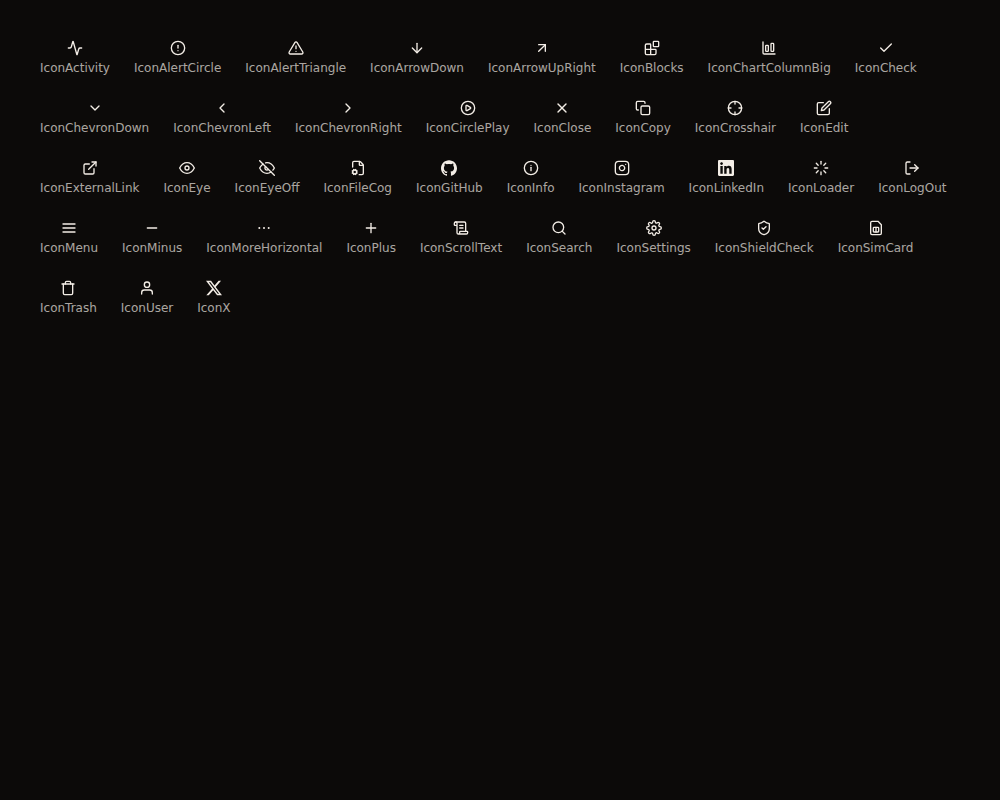 IconActivity IconAlertCircle IconAlertTriangle IconArrowDown IconArrowUpRight IconBlocks IconChartColumnBig IconCheck
IconChevronDown IconChevronLeft IconChevronRight IconCirclePlay IconClose IconCopy IconCrosshair IconEdit
IconExternalLink IconEye IconEyeOff IconFileCog IconGitHub IconInfo IconInstagram IconLinkedIn IconLoader IconLogOut
IconMenu IconMinus IconMoreHorizontal IconPlus IconScrollText IconSearch IconSettings IconShieldCheck IconSimCard
IconTrash IconUser IconX